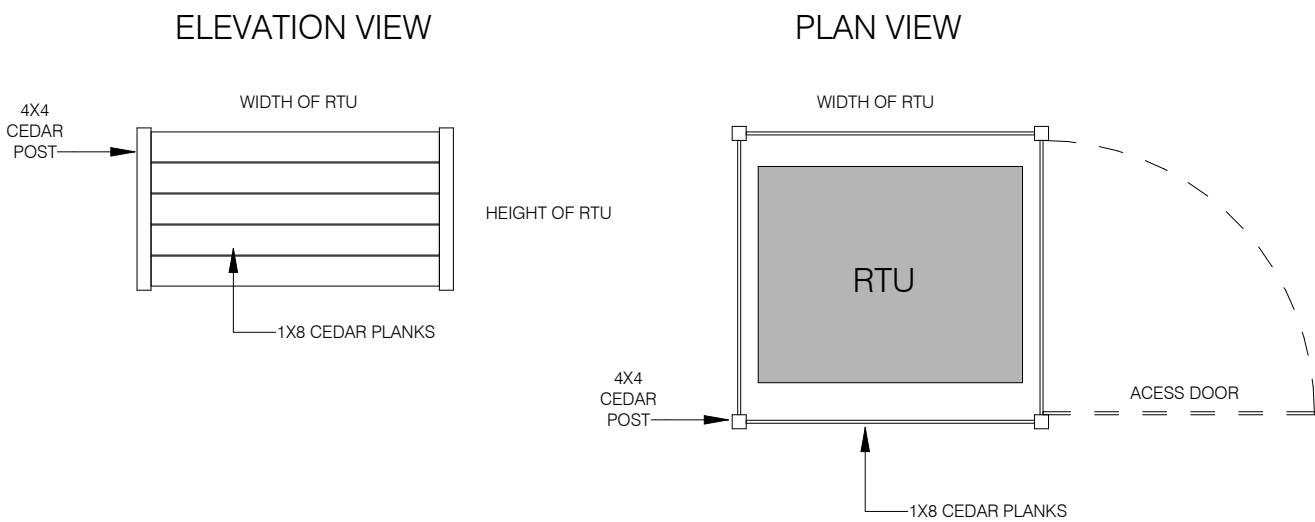 ELEVATION VIEW
WIDTH OF RTU
4X4
CEDAR
POST
HEIGHT OF RTU
1X8 CEDAR PLANKS
PLAN VIEW
WIDTH OF RTU
RTU
4X4
CEDAR
POST
ACESS DOOR
1X8 CEDAR PLANKS